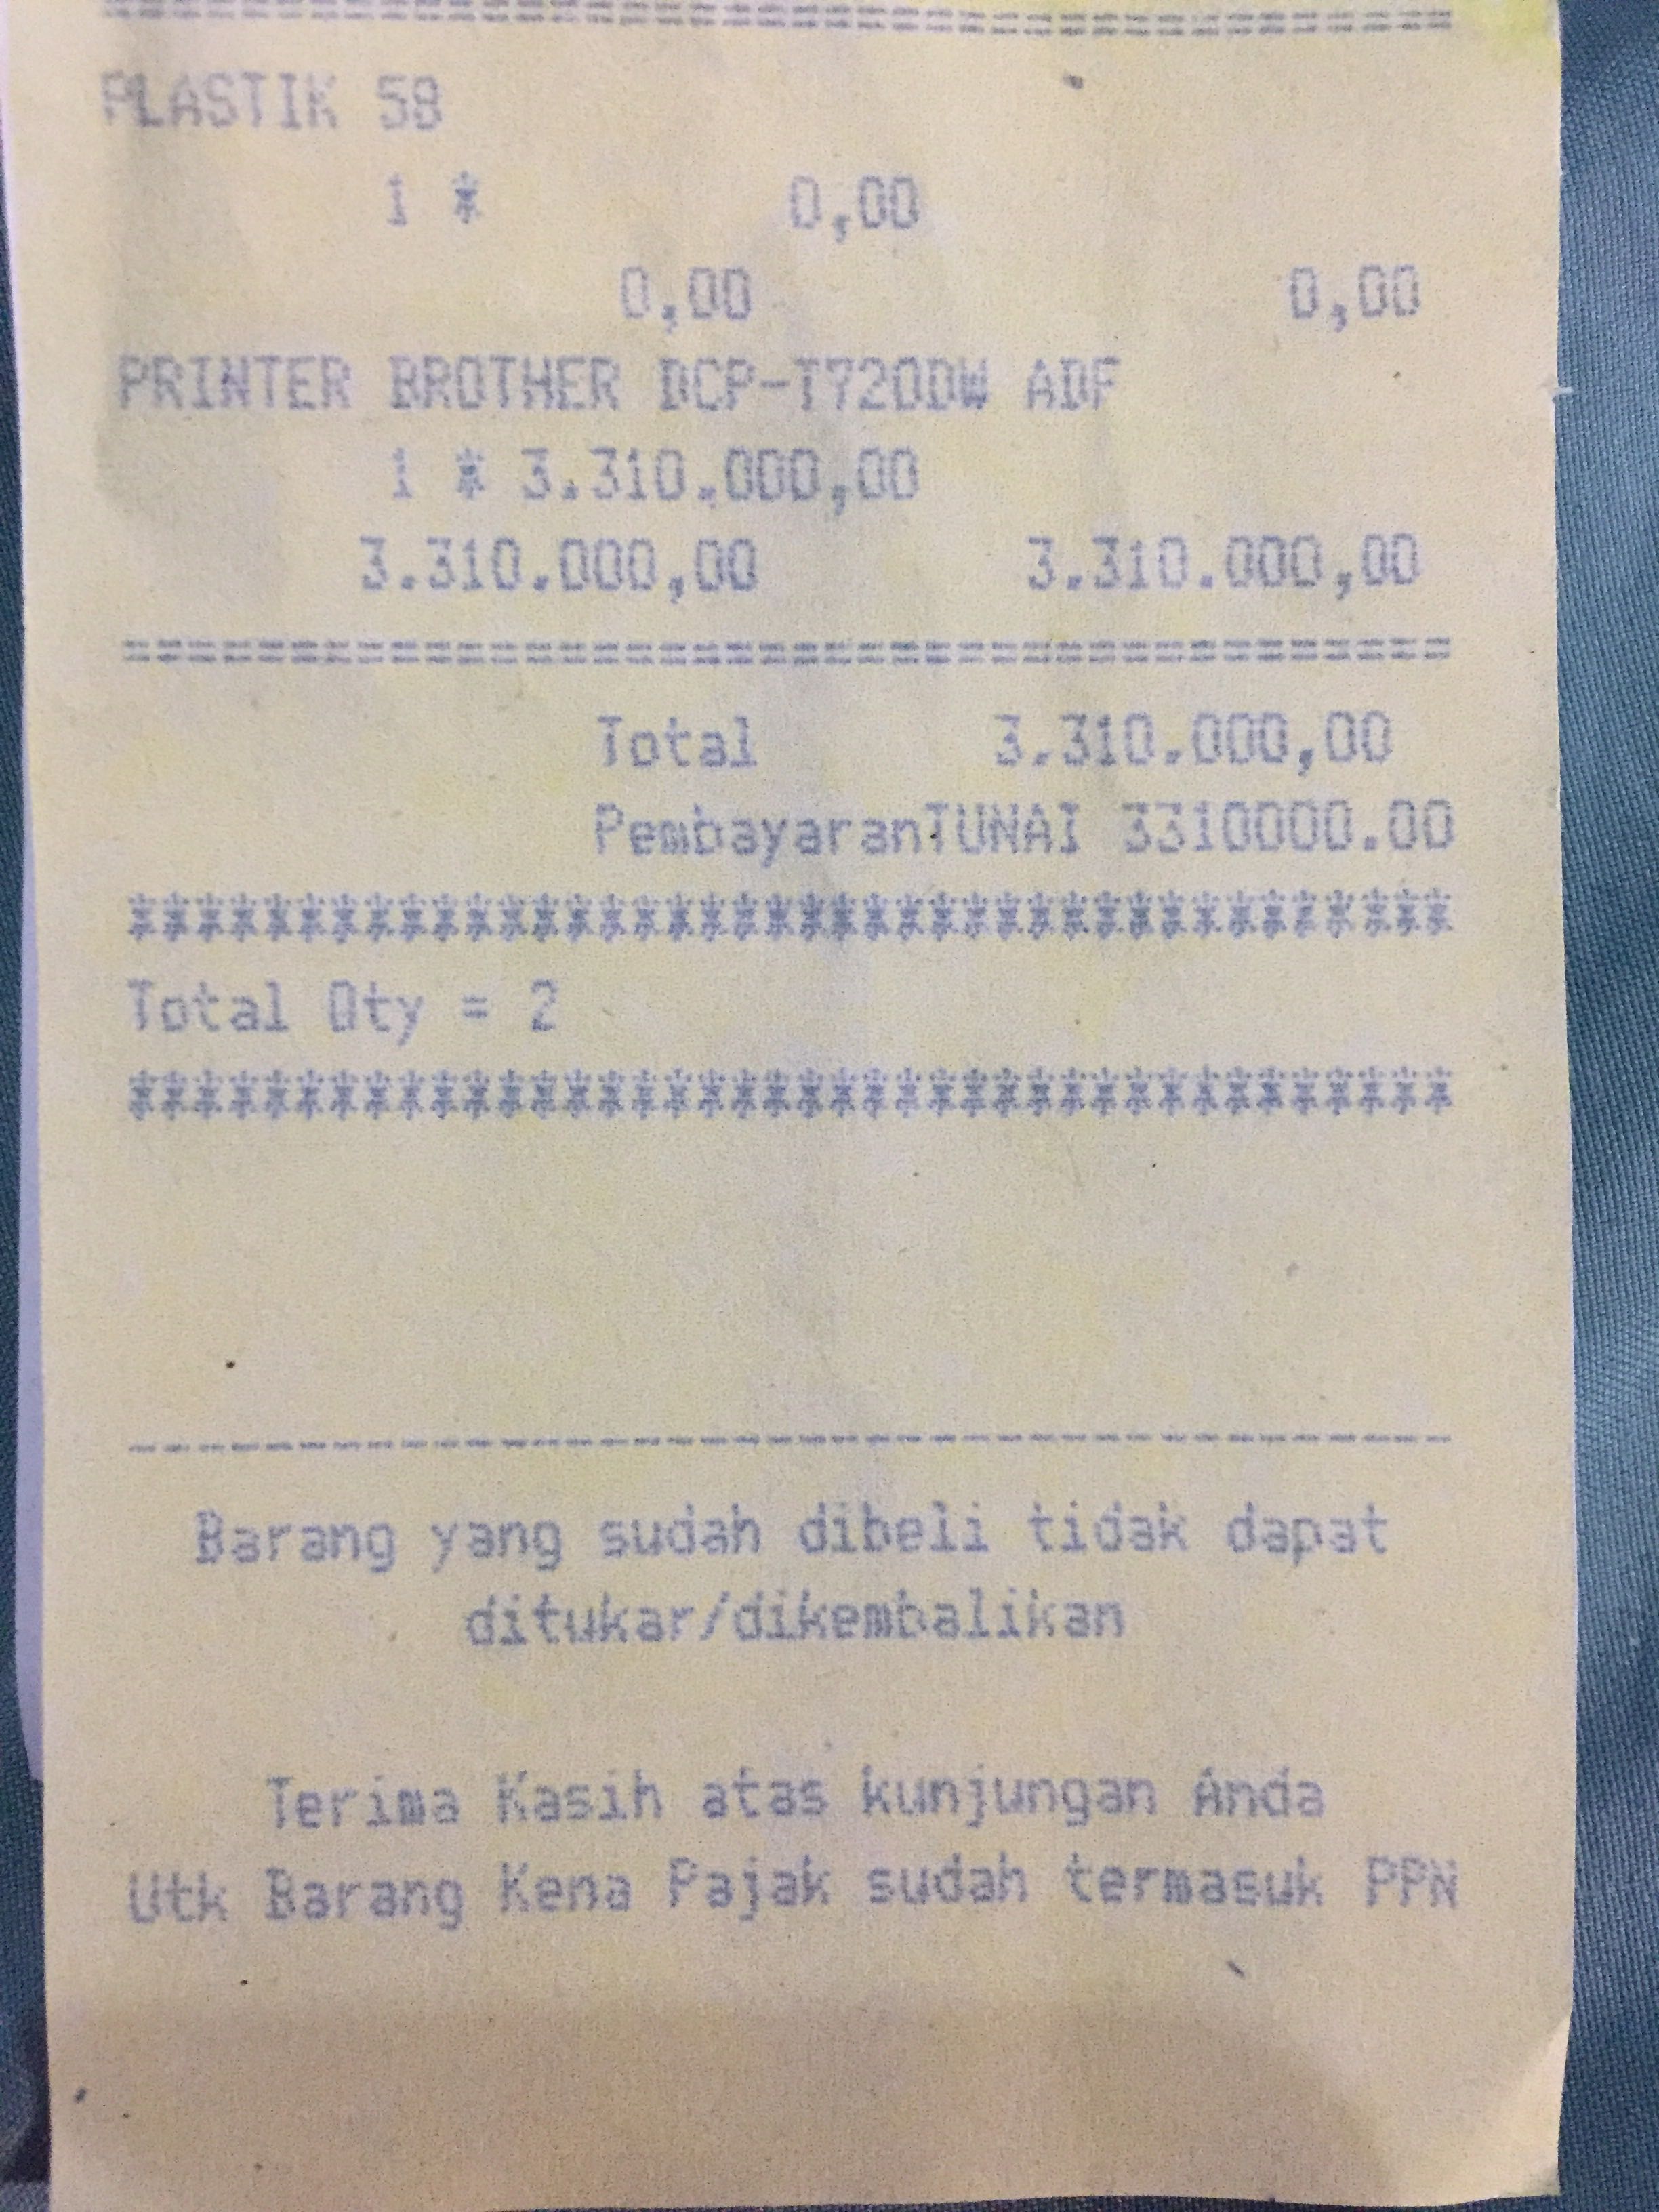 ================================
PLASTIK 58
1 * 0,00
0,00 0,00
PRINTER BROTHER DCP-T720DW ADF
1 * 3.310.000,00
3.310.000,00 3.310.000,00
========================================
Total 3.310.000,00
PembayaranTUNAI 3310000.00
****************************************
Total Qty = 2
****************************************
----------------------------------------
Barang yang sudah dibeli tidak dapat
ditukar/dikembalikan
Terima Kasih atas kunjungan Anda
Utk Barang Kena Pajak sudah termasuk PPN